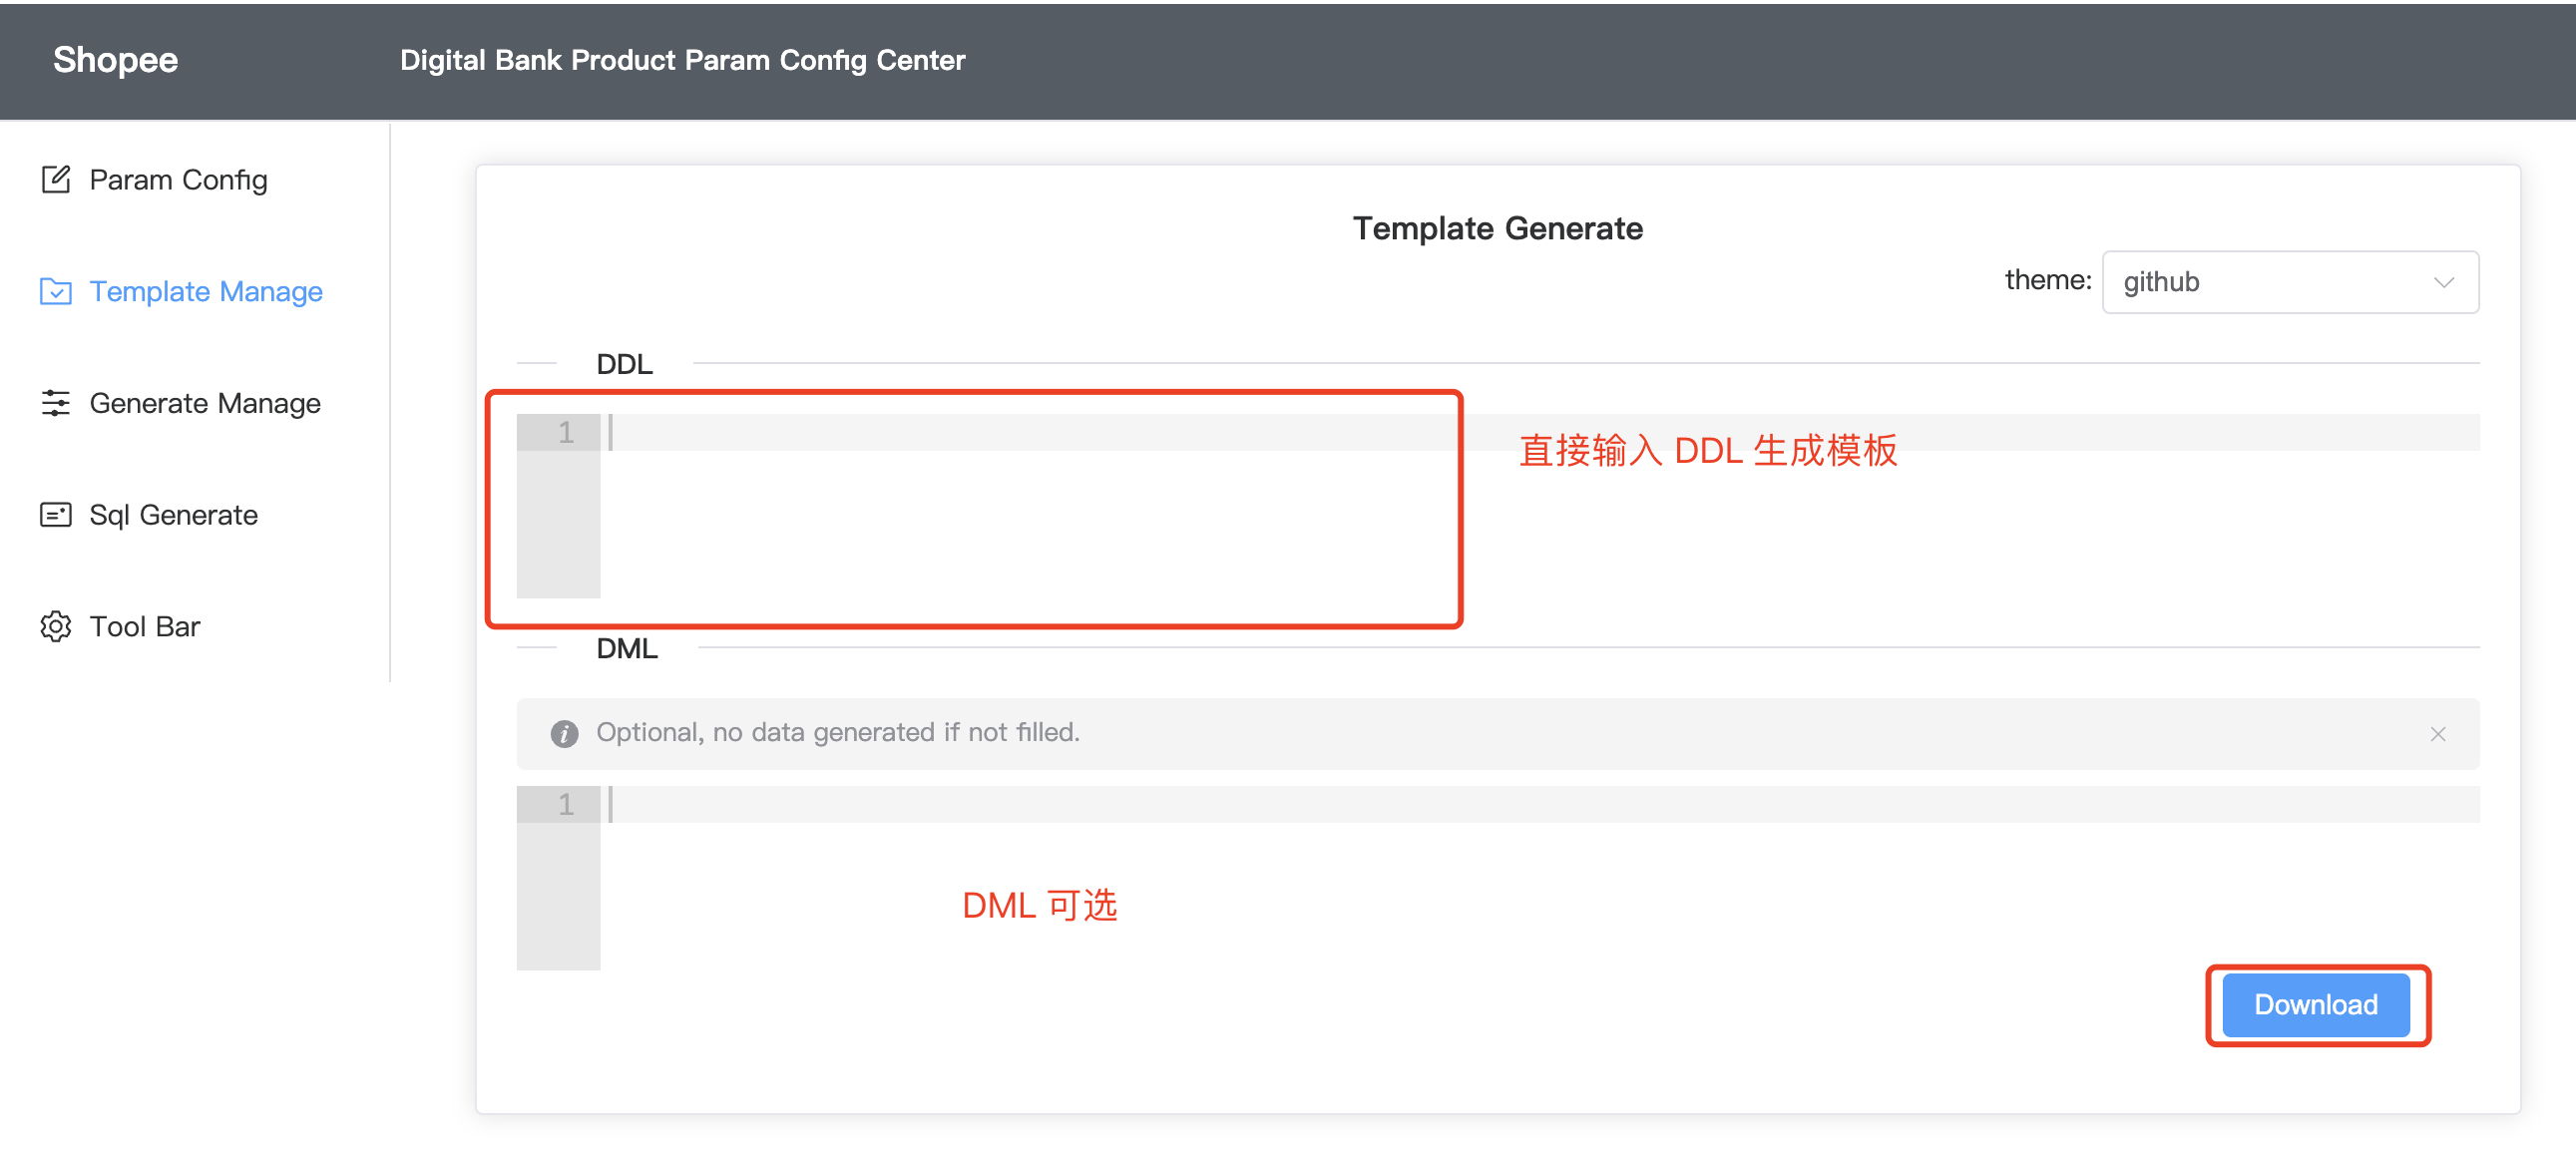 Shopee
Digital Bank Product Param Config Center
Param Config
Template Manage
Generate Manage
Sql Generate
Tool Bar
Template Generate
theme: github
DDL
1
直接输入 DDL 生成模板
DML
Optional, no data generated if not filled.
1
DML 可选
Download